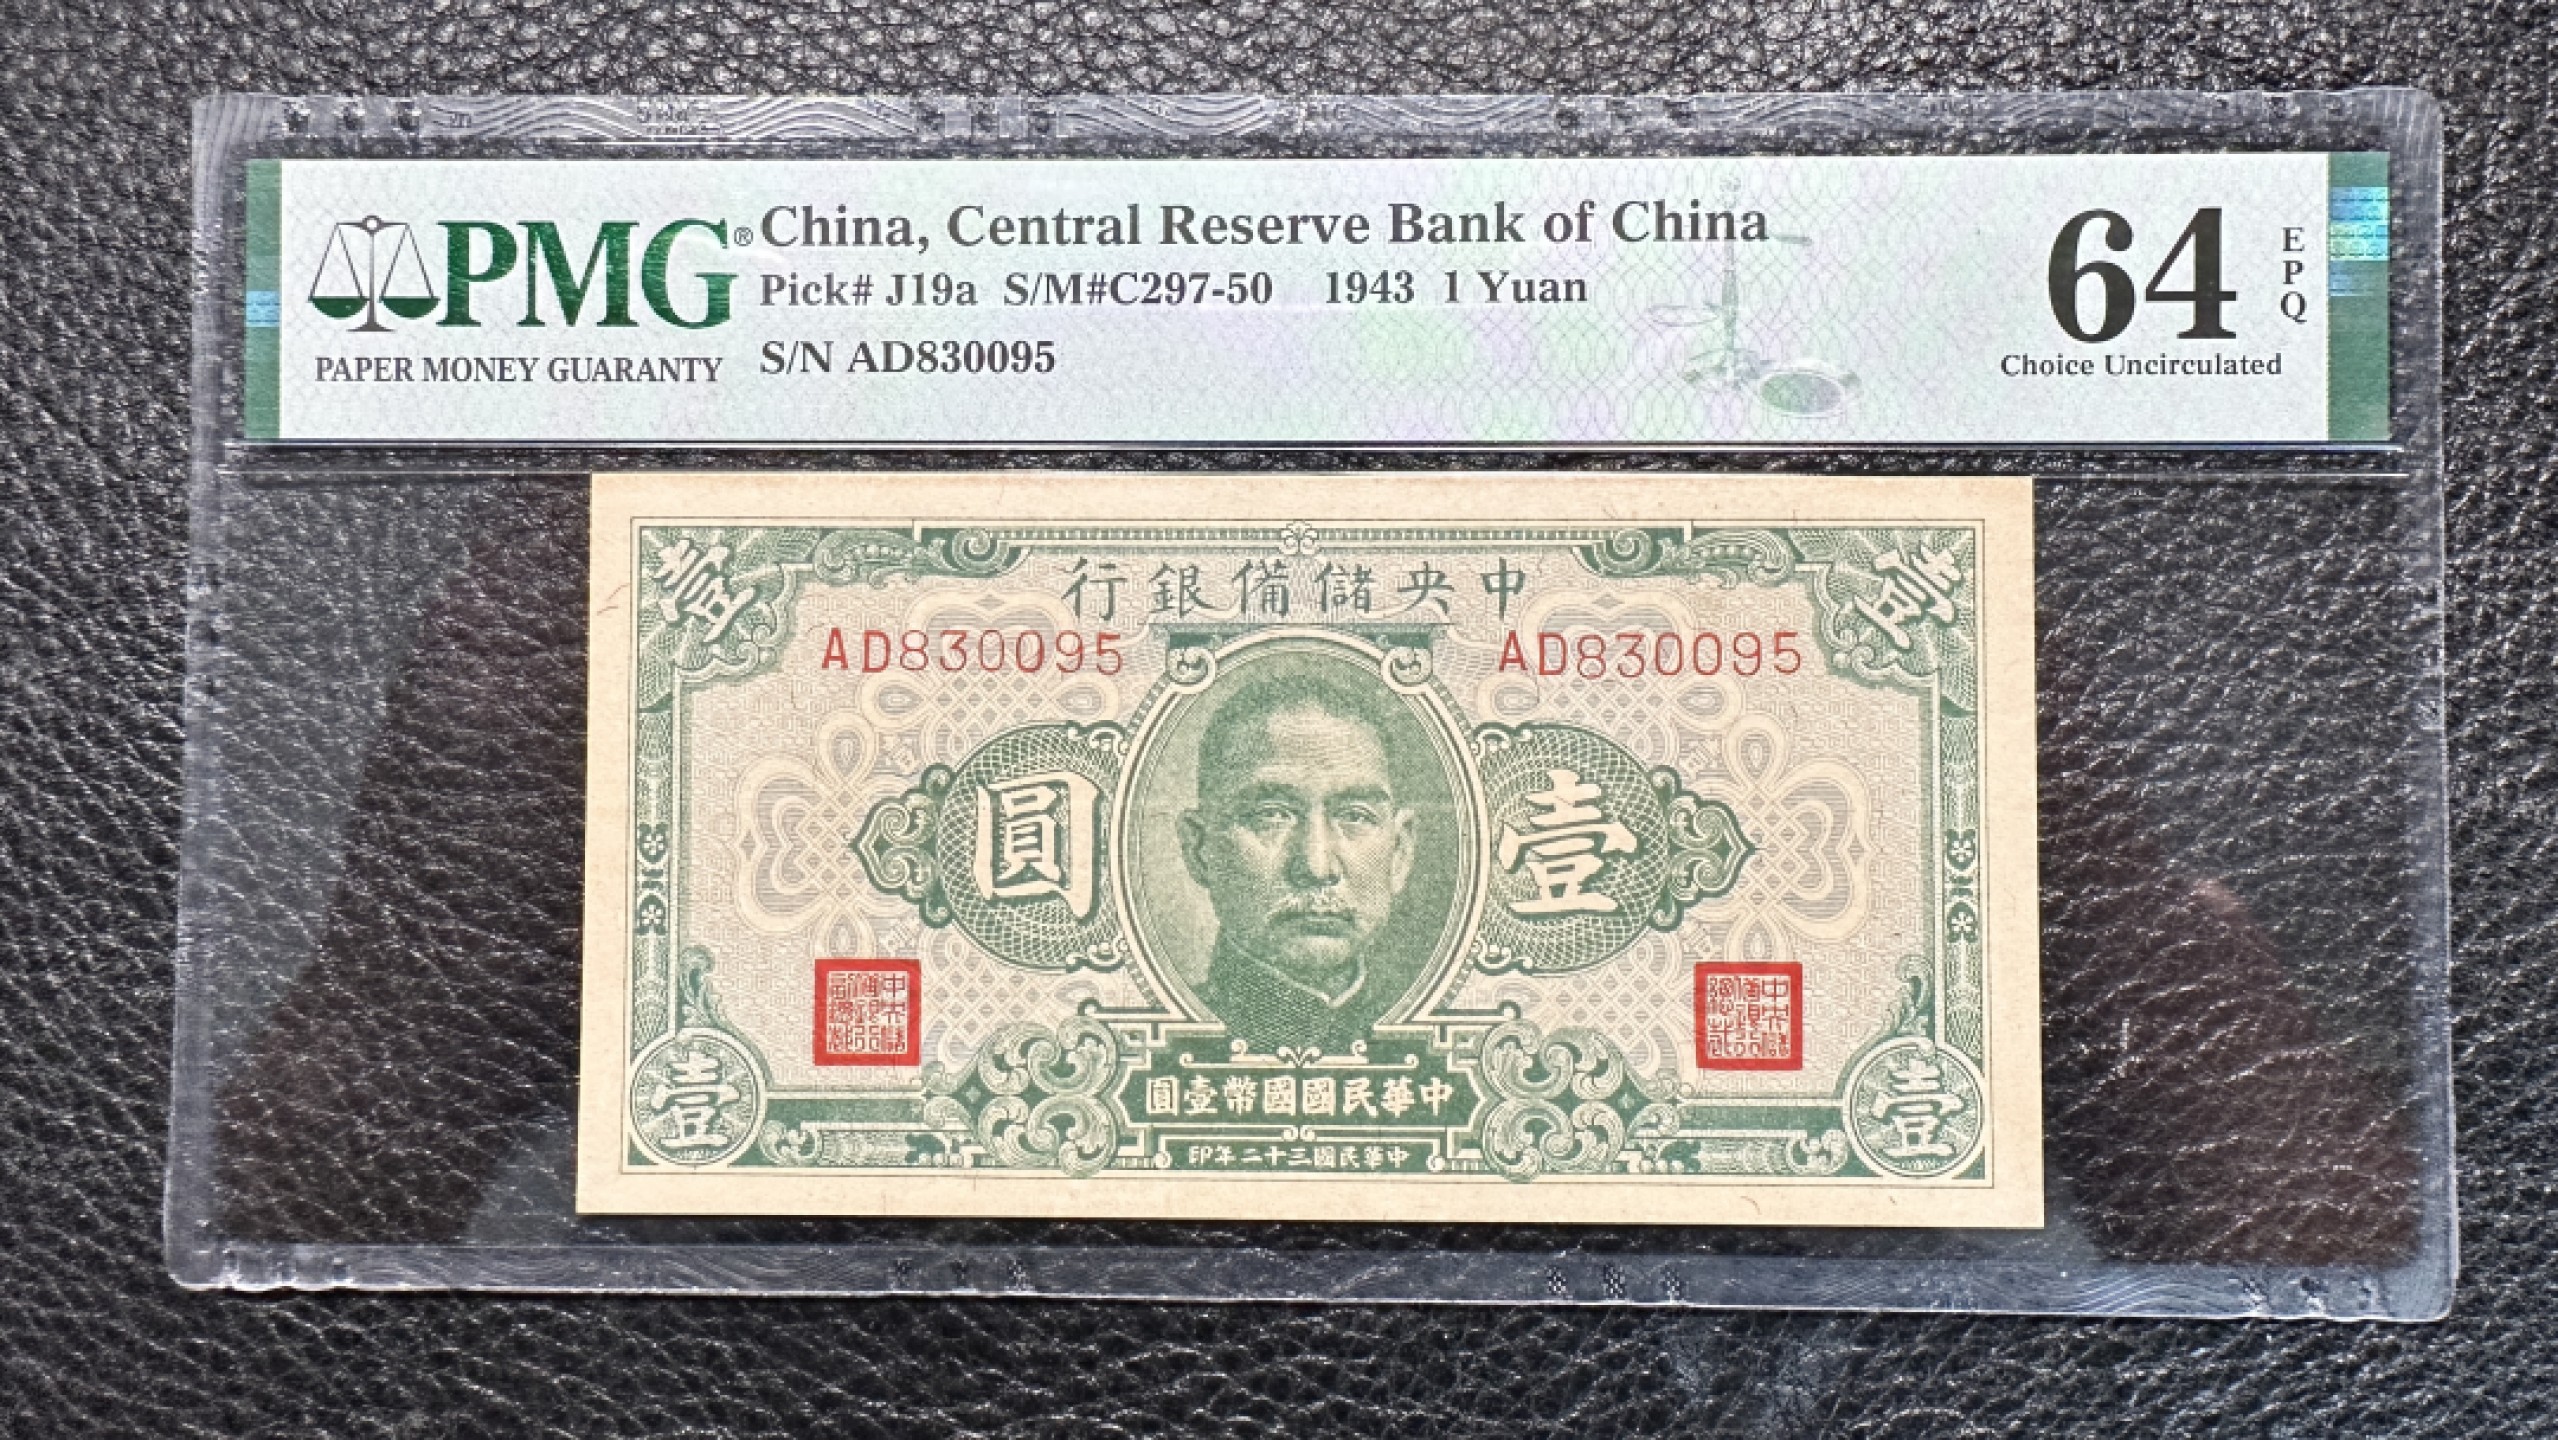 PMG®
PAPER MONEY GUARANTY
China, Central Reserve Bank of China
Pick# J19a S/M#C297-50 1943 1 Yuan
S/N AD830095
64
EPQ
Choice Uncirculated
壹 壹
行銀備儲央中
AD830095 AD830095
圓 壹
圓壹幣國國民華中
印年二十三國民華中
壹 壹